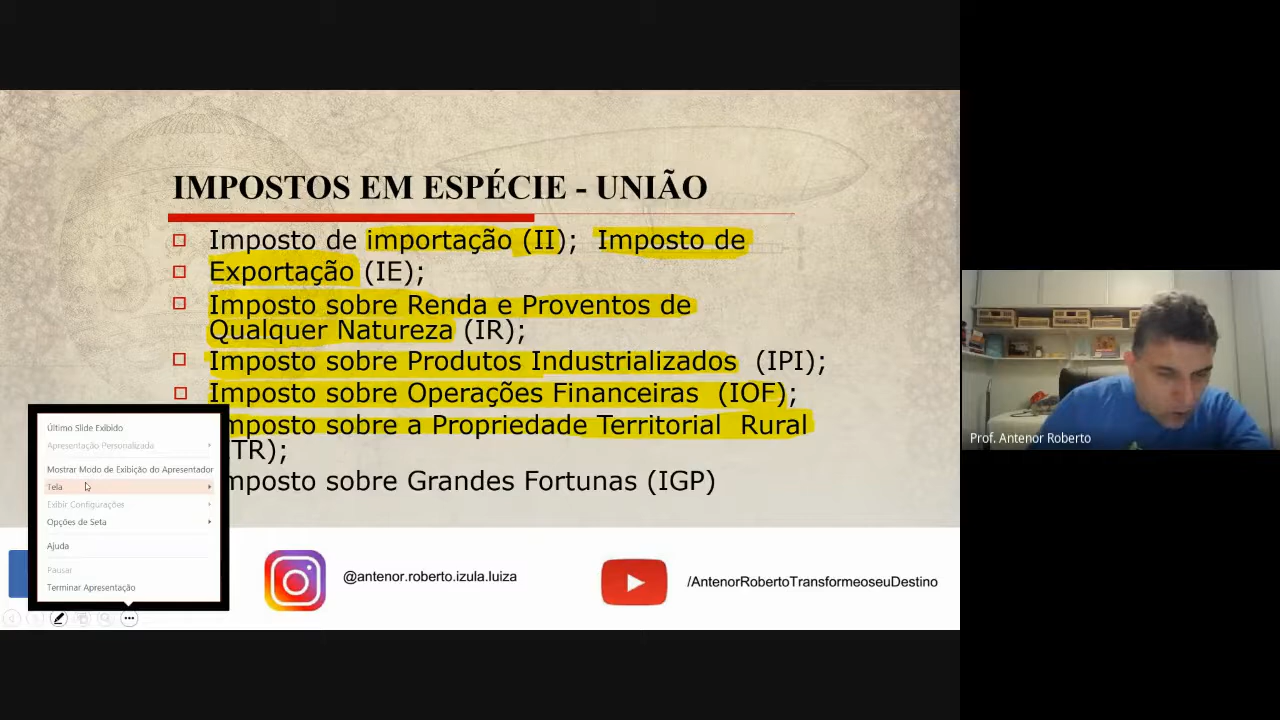 IMPOSTOS EM ESPÉCIE - UNIÃO
Imposto de importação (II); Imposto de
Exportação (IE);
Imposto sobre Renda e Proventos de
Qualquer Natureza (IR);
Imposto sobre Produtos Industrializados (IPI);
Imposto sobre Operações Financeiras (IOF);
mposto sobre a Propriedade Territorial Rural
TR);
mposto sobre Grandes Fortunas (IGP)
Último Slide Exibido
Apresentação Personalizada
Mostrar Modo de Exibição do Apresentador
Tela
Exibir Configurações
Opções de Seta
Ajuda
Pausar
Terminar Apresentação
@antenor.roberto.izula.luiza
/AntenorRobertoTransformeoseuDestino
Prof. Antenor Roberto